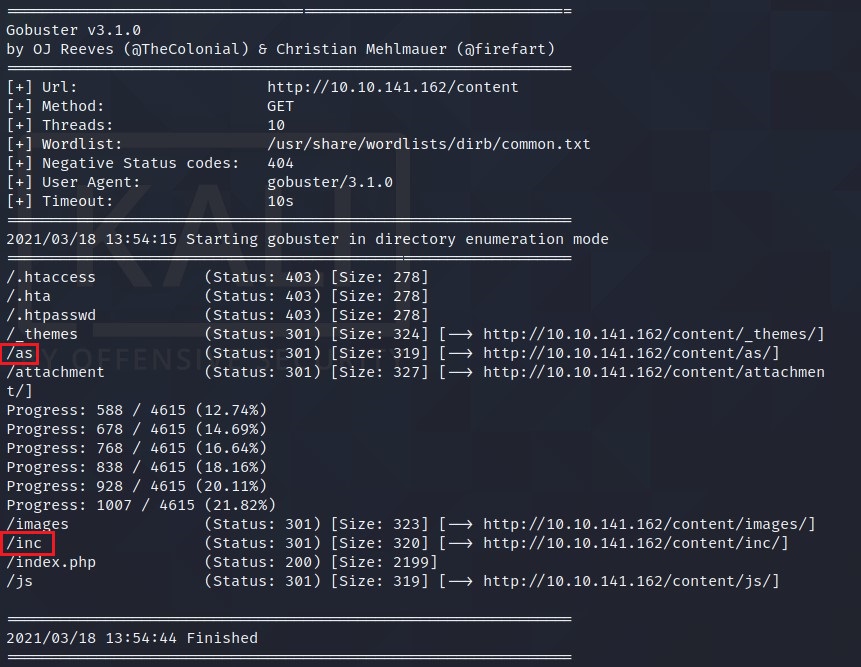 Gobuster v3.1.0
by OJ Reeves (@TheColonial) & Christian Mehlmauer (@firefart)
[+] Url: http://10.10.141.162/content
[+] Method: GET
[+] Threads: 10
[+] Wordlist: /usr/share/wordlists/dirb/common.txt
[+] Negative Status codes: 404
[+] User Agent: gobuster/3.1.0
[+] Timeout: 10s
2021/03/18 13:54:15 Starting gobuster in directory enumeration mode
/.htaccess (Status: 403) [Size: 278]
/.hta (Status: 403) [Size: 278]
/.htpasswd (Status: 403) [Size: 278]
/_themes (Status: 301) [Size: 324] [--> http://10.10.141.162/content/_themes/]
/as (Status: 301) [Size: 319] [--> http://10.10.141.162/content/as/]
/attachment (Status: 301) [Size: 327] [--> http://10.10.141.162/content/attachmen
t/]
Progress: 588 / 4615 (12.74%)
Progress: 678 / 4615 (14.69%)
Progress: 768 / 4615 (16.64%)
Progress: 838 / 4615 (18.16%)
Progress: 928 / 4615 (20.11%)
Progress: 1007 / 4615 (21.82%)
/images (Status: 301) [Size: 323] [--> http://10.10.141.162/content/images/]
/inc (Status: 301) [Size: 320] [--> http://10.10.141.162/content/inc/]
/index.php (Status: 200) [Size: 2199]
/js (Status: 301) [Size: 319] [--> http://10.10.141.162/content/js/]
2021/03/18 13:54:44 Finished